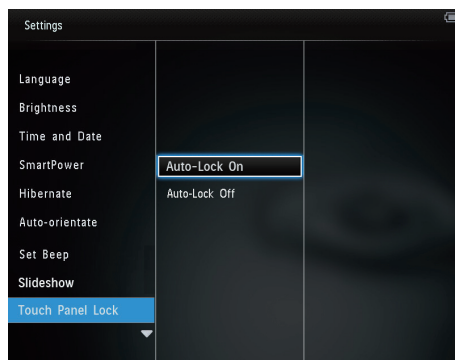 Settings
Language
Brightness
Time and Date
SmartPower
Auto-Lock On
Hibernate
Auto-Lock Off
Auto-orientate
Set Beep
Slideshow
Touch Panel Lock